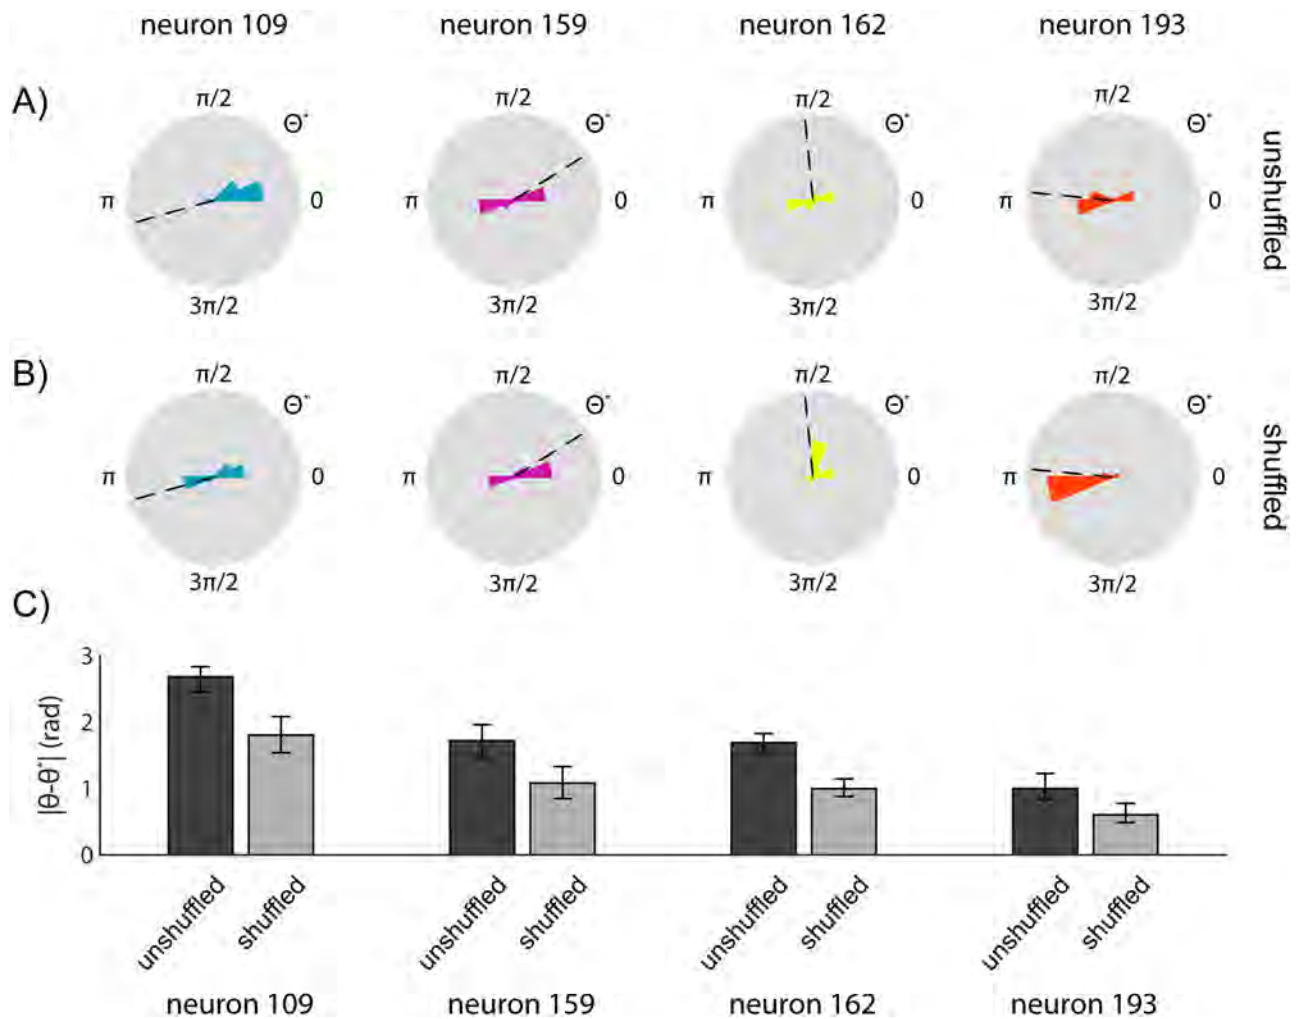 neuron 109 neuron 159 neuron 162 neuron 193
A)
π/2 π/2 π/2 π/2
Θ* Θ* Θ* Θ*
π 0 π 0 π 0 π 0
3π/2 3π/2 3π/2 3π/2
unshuffled
B)
π/2 π/2 π/2 π/2
Θ* Θ* Θ* Θ*
π 0 π 0 π 0 π 0
3π/2 3π/2 3π/2 3π/2
shuffled
C)
|θ-θ*| (rad)
3
2
1
0
unshuffled shuffled unshuffled shuffled unshuffled shuffled unshuffled shuffled
neuron 109 neuron 159 neuron 162 neuron 193